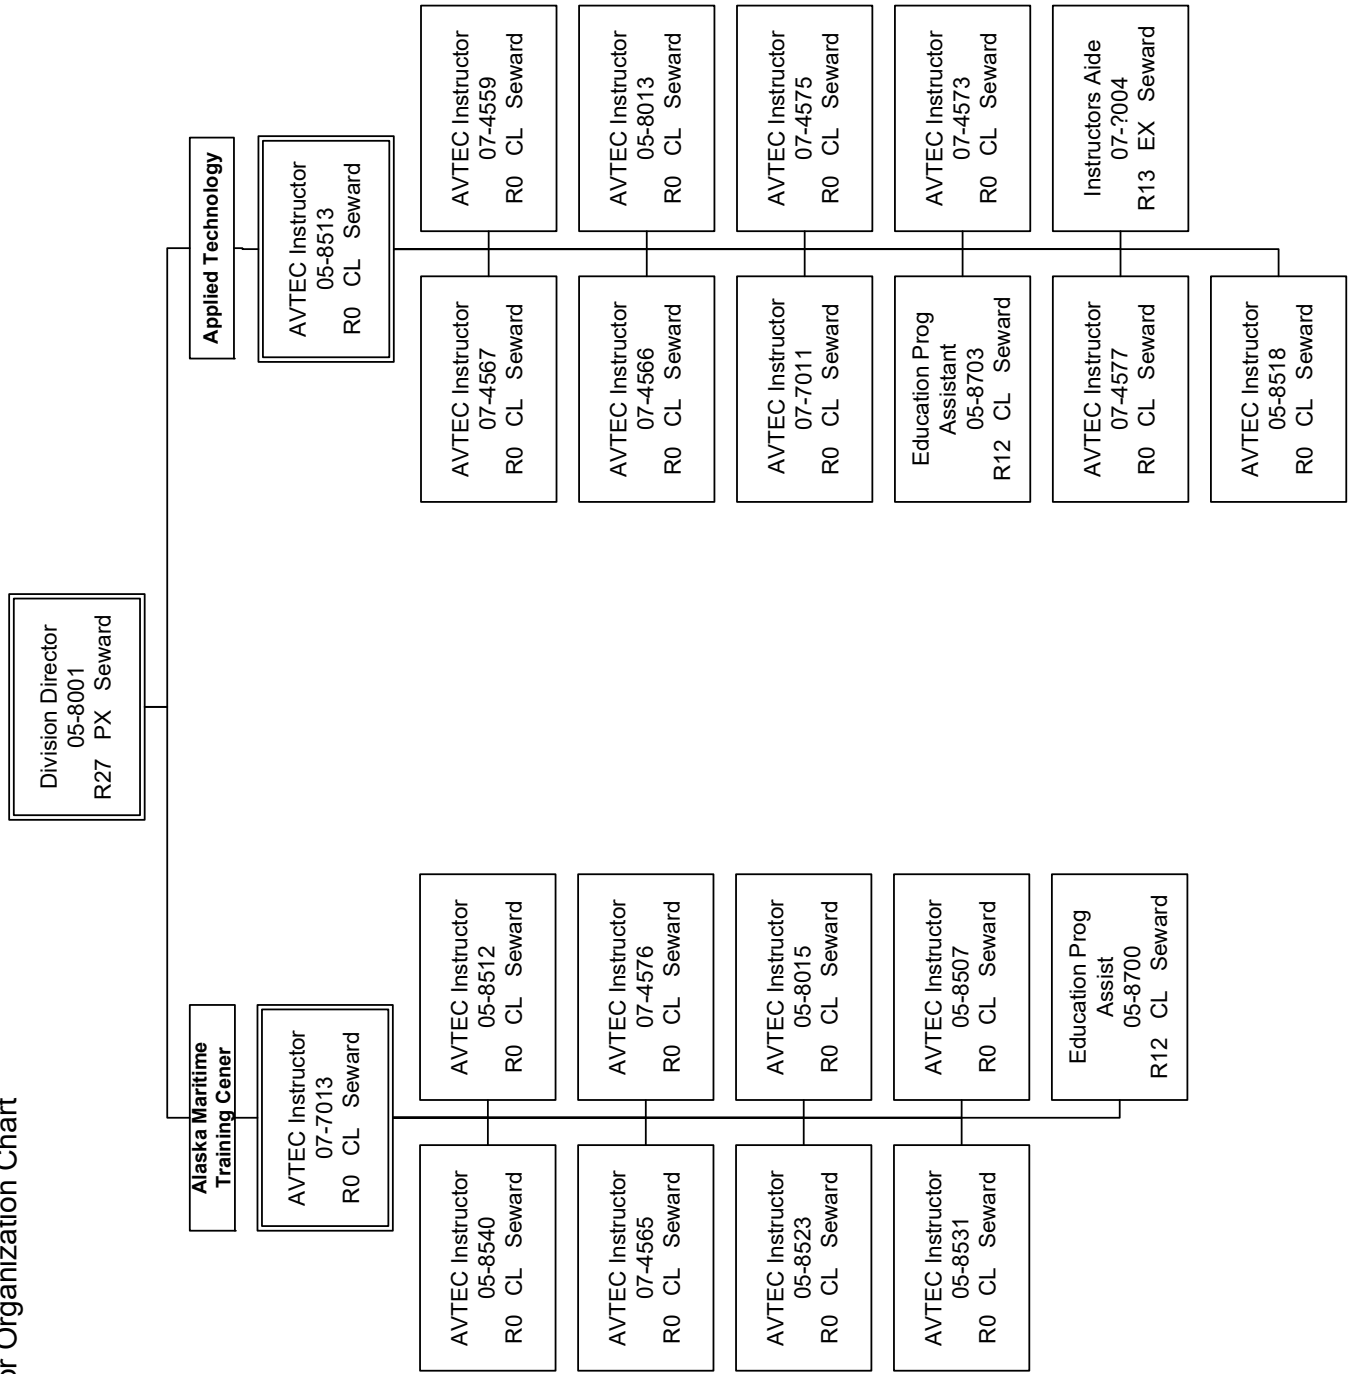 or Organization Chart
Division Director
05-8001
R27 PX Seward
Alaska Maritime
Training Cener
AVTEC Instructor
07-7013
R0 CL Seward
AVTEC Instructor
05-8540
R0 CL Seward
AVTEC Instructor
05-8512
R0 CL Seward
AVTEC Instructor
07-4565
R0 CL Seward
AVTEC Instructor
07-4576
R0 CL Seward
AVTEC Instructor
05-8523
R0 CL Seward
AVTEC Instructor
05-8015
R0 CL Seward
AVTEC Instructor
05-8531
R0 CL Seward
AVTEC Instructor
05-8507
R0 CL Seward
Education Prog
Assist
05-8700
R12 CL Seward
Applied Technology
AVTEC Instructor
05-8513
R0 CL Seward
AVTEC Instructor
07-4567
R0 CL Seward
AVTEC Instructor
07-4559
R0 CL Seward
AVTEC Instructor
07-4566
R0 CL Seward
AVTEC Instructor
05-8013
R0 CL Seward
AVTEC Instructor
07-7011
R0 CL Seward
AVTEC Instructor
07-4575
R0 CL Seward
Education Prog
Assistant
05-8703
R12 CL Seward
AVTEC Instructor
07-4573
R0 CL Seward
AVTEC Instructor
07-4577
R0 CL Seward
Instructors Aide
07-?004
R13 EX Seward
AVTEC Instructor
05-8518
R0 CL Seward